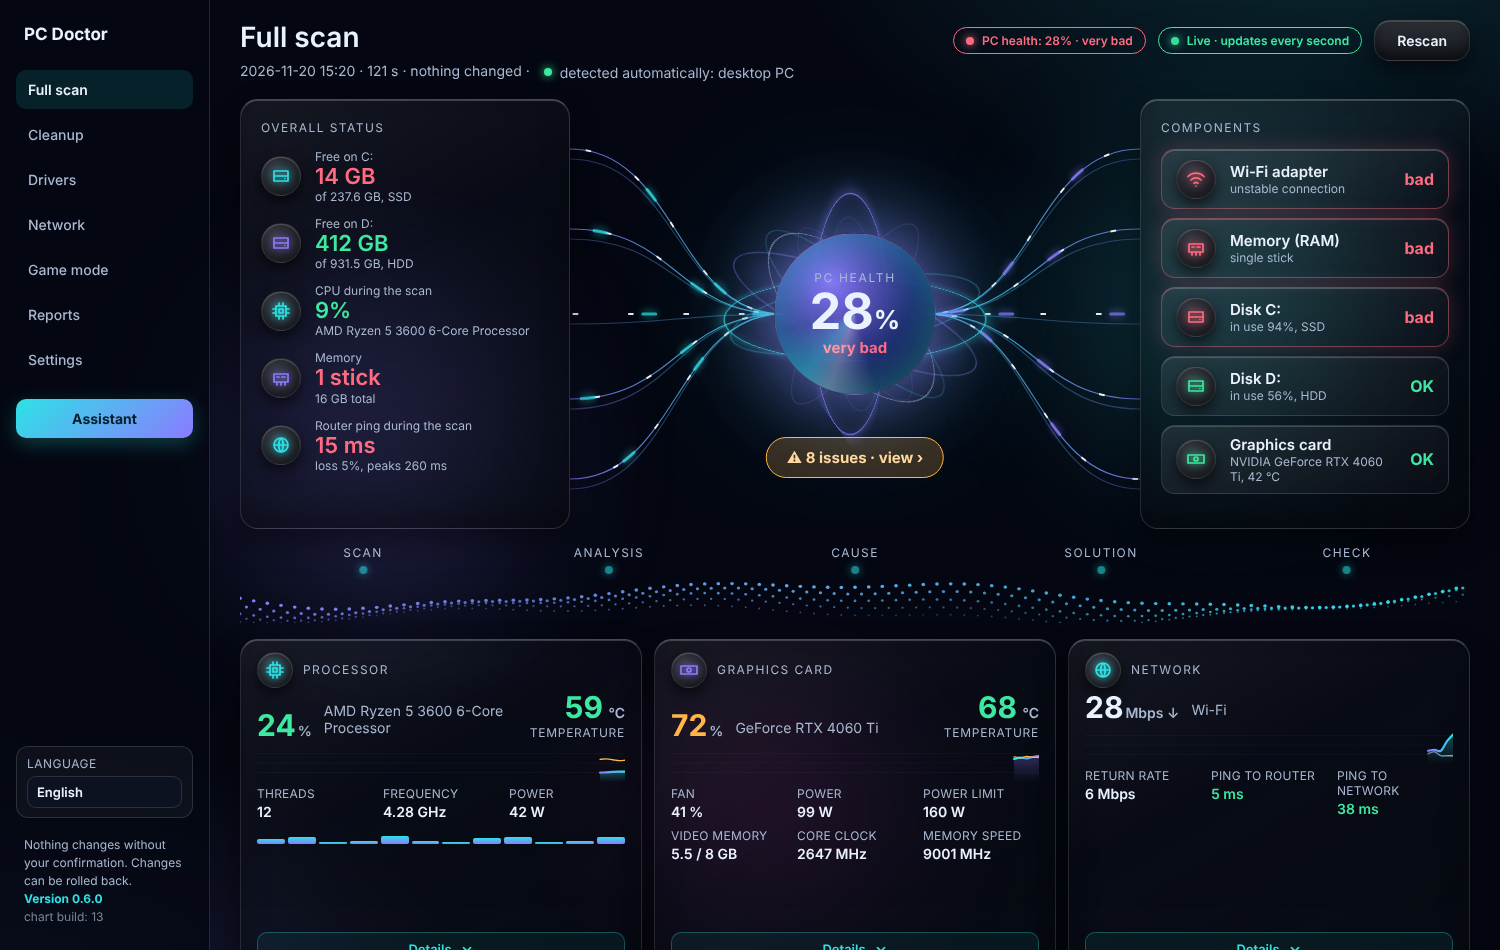 PC Doctor
Full scan
Cleanup
Drivers
Network
Game mode
Reports
Settings
Assistant
LANGUAGE
English
Nothing changes without
your confirmation. Changes
can be rolled back.
Version 0.6.0
chart build: 13
Full scan
2026-11-20 15:20 · 121 s · nothing changed · detected automatically: desktop PC
PC health: 28% · very bad
Live · updates every second
Rescan
OVERALL STATUS
Free on C:
14 GB
of 237.6 GB, SSD
Free on D:
412 GB
of 931.5 GB, HDD
CPU during the scan
9%
AMD Ryzen 5 3600 6-Core Processor
Memory
1 stick
16 GB total
Router ping during the scan
15 ms
loss 5%, peaks 260 ms
PC HEALTH
28%
very bad
⚠ 8 issues · view ›
COMPONENTS
Wi-Fi adapter
unstable connection
bad
Memory (RAM)
single stick
bad
Disk C:
in use 94%, SSD
bad
Disk D:
in use 56%, HDD
OK
Graphics card
NVIDIA GeForce RTX 4060
Ti, 42 °C
OK
SCAN
ANALYSIS
CAUSE
SOLUTION
CHECK
PROCESSOR
24 %
AMD Ryzen 5 3600 6-Core
Processor
59 °C
TEMPERATURE
THREADS
12
FREQUENCY
4.28 GHz
POWER
42 W
Details
GRAPHICS CARD
72 %
GeForce RTX 4060 Ti
68 °C
TEMPERATURE
FAN
41 %
POWER
99 W
POWER LIMIT
160 W
VIDEO MEMORY
5.5 / 8 GB
CORE CLOCK
2647 MHz
MEMORY SPEED
9001 MHz
Details
NETWORK
28 Mbps ↓
Wi-Fi
RETURN RATE
6 Mbps
PING TO ROUTER
5 ms
PING TO
NETWORK
38 ms
Details